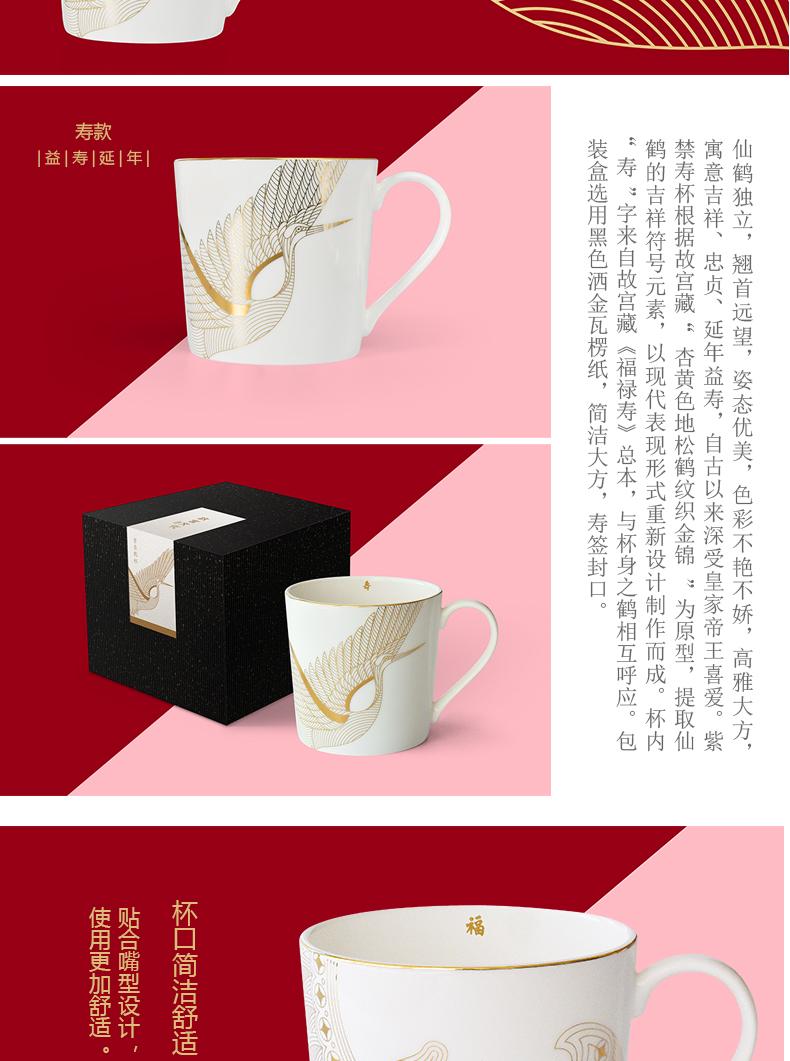 寿款
|益|寿|延|年|
仙鹤独立，翘首远望，姿态优美，色彩不艳不娇，高雅大方，
寓意吉祥、忠贞、延年益寿，自古以来深受皇家帝王喜爱。紫
禁寿杯根据故宫藏“杏黄色地松鹤纹织金锦”为原型，提取仙
鹤的吉祥符号元素，以现代表现形式重新设计制作而成。杯内
“寿”字来自故宫藏《福禄寿》总本，与杯身之鹤相互呼应。包
装盒选用黑色洒金瓦楞纸，简洁大方，寿签封口。
寿
杯口简洁舒适
贴合嘴型设计，
使用更加舒适。
福